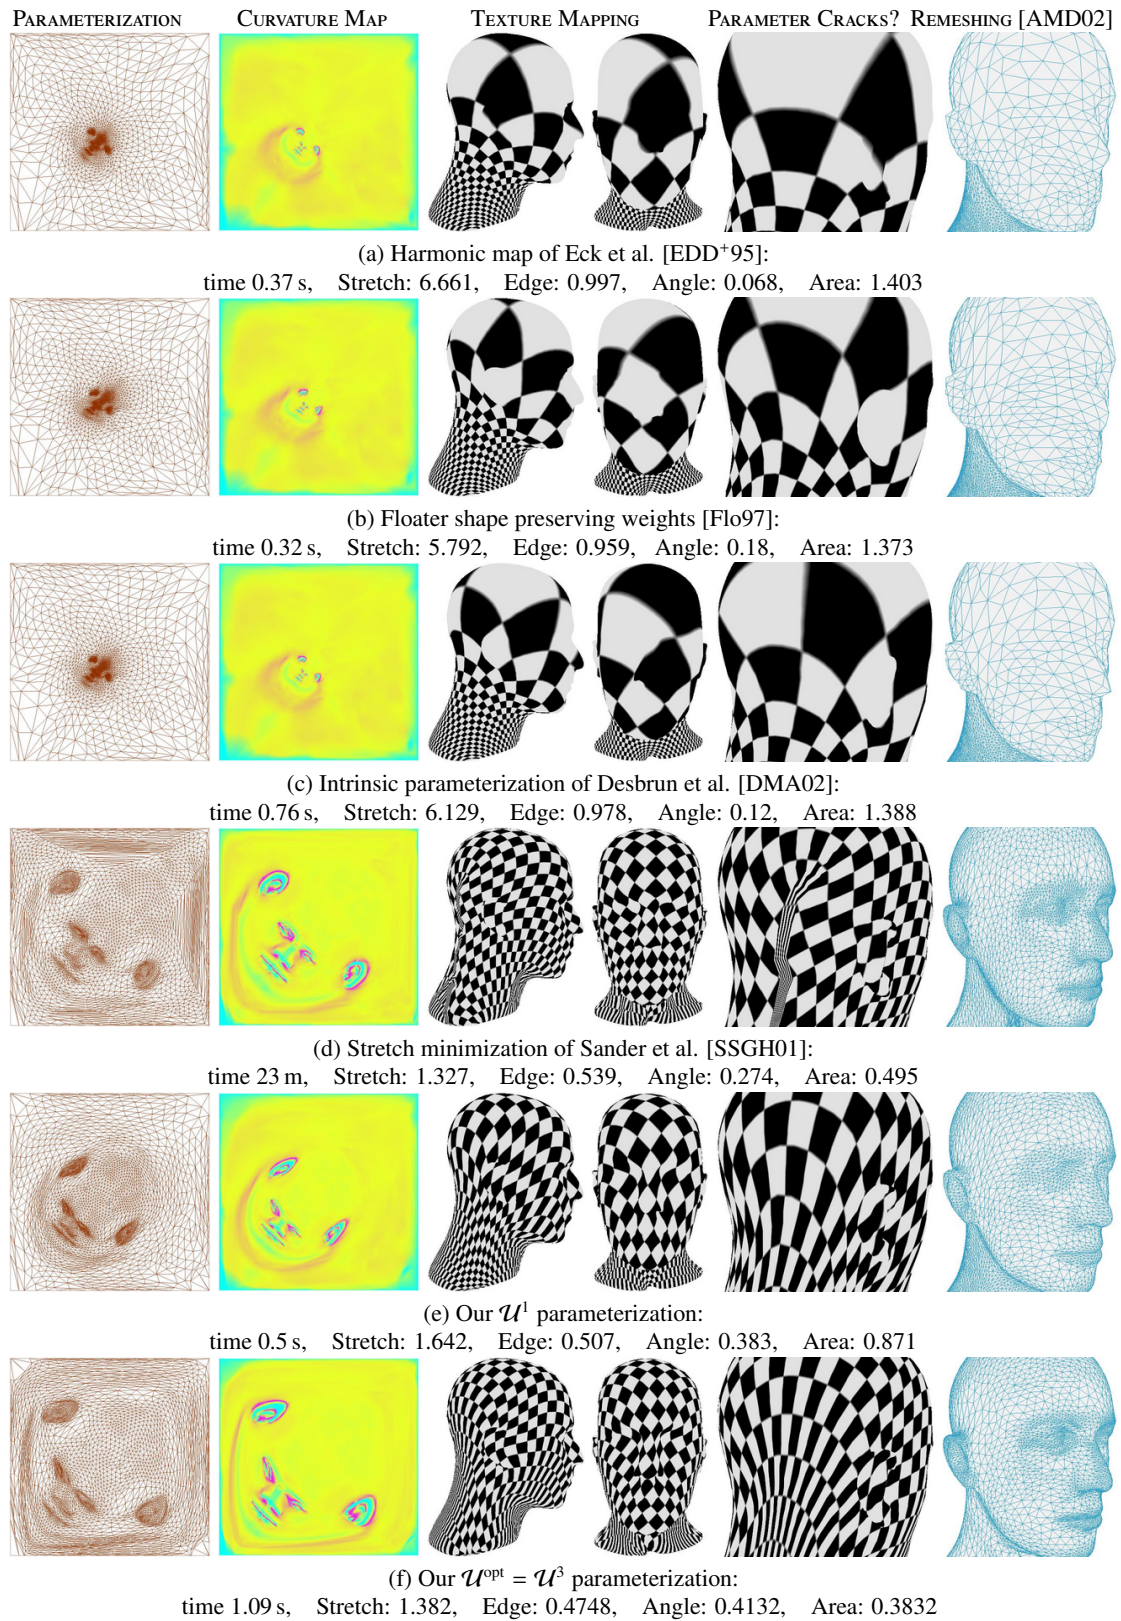 PARAMETERIZATION CURVATURE MAP TEXTURE MAPPING PARAMETER CRACKS? REMESHING [AMD02]
(a) Harmonic map of Eck et al. [EDD+95]:
time 0.37 s, Stretch: 6.661, Edge: 0.997, Angle: 0.068, Area: 1.403
(b) Floater shape preserving weights [Flo97]:
time 0.32 s, Stretch: 5.792, Edge: 0.959, Angle: 0.18, Area: 1.373
(c) Intrinsic parameterization of Desbrun et al. [DMA02]:
time 0.76 s, Stretch: 6.129, Edge: 0.978, Angle: 0.12, Area: 1.388
(d) Stretch minimization of Sander et al. [SSGH01]:
time 23 m, Stretch: 1.327, Edge: 0.539, Angle: 0.274, Area: 0.495
(e) Our 𝒰¹ parameterization:
time 0.5 s, Stretch: 1.642, Edge: 0.507, Angle: 0.383, Area: 0.871
(f) Our 𝒰ᵒᵖᵗ = 𝒰³ parameterization:
time 1.09 s, Stretch: 1.382, Edge: 0.4748, Angle: 0.4132, Area: 0.3832